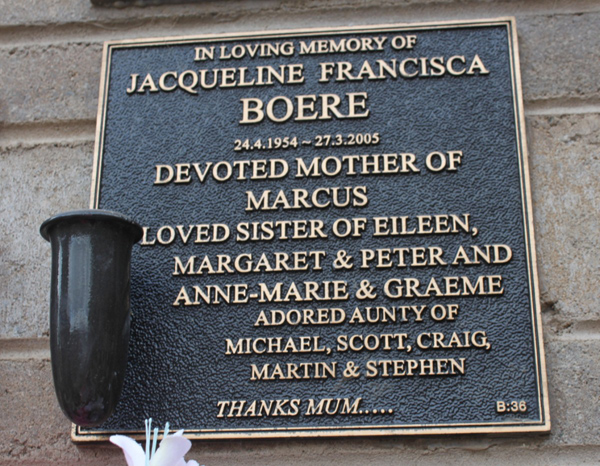 IN LOVING MEMORY OF
JACQUELINE FRANCISCA
BOERE
24.4.1954 ~ 27.3.2005
DEVOTED MOTHER OF
MARCUS
LOVED SISTER OF EILEEN,
MARGARET & PETER AND
ANNE-MARIE & GRAEME
ADORED AUNTY OF
MICHAEL, SCOTT, CRAIG,
MARTIN & STEPHEN
THANKS MUM.....
B:36